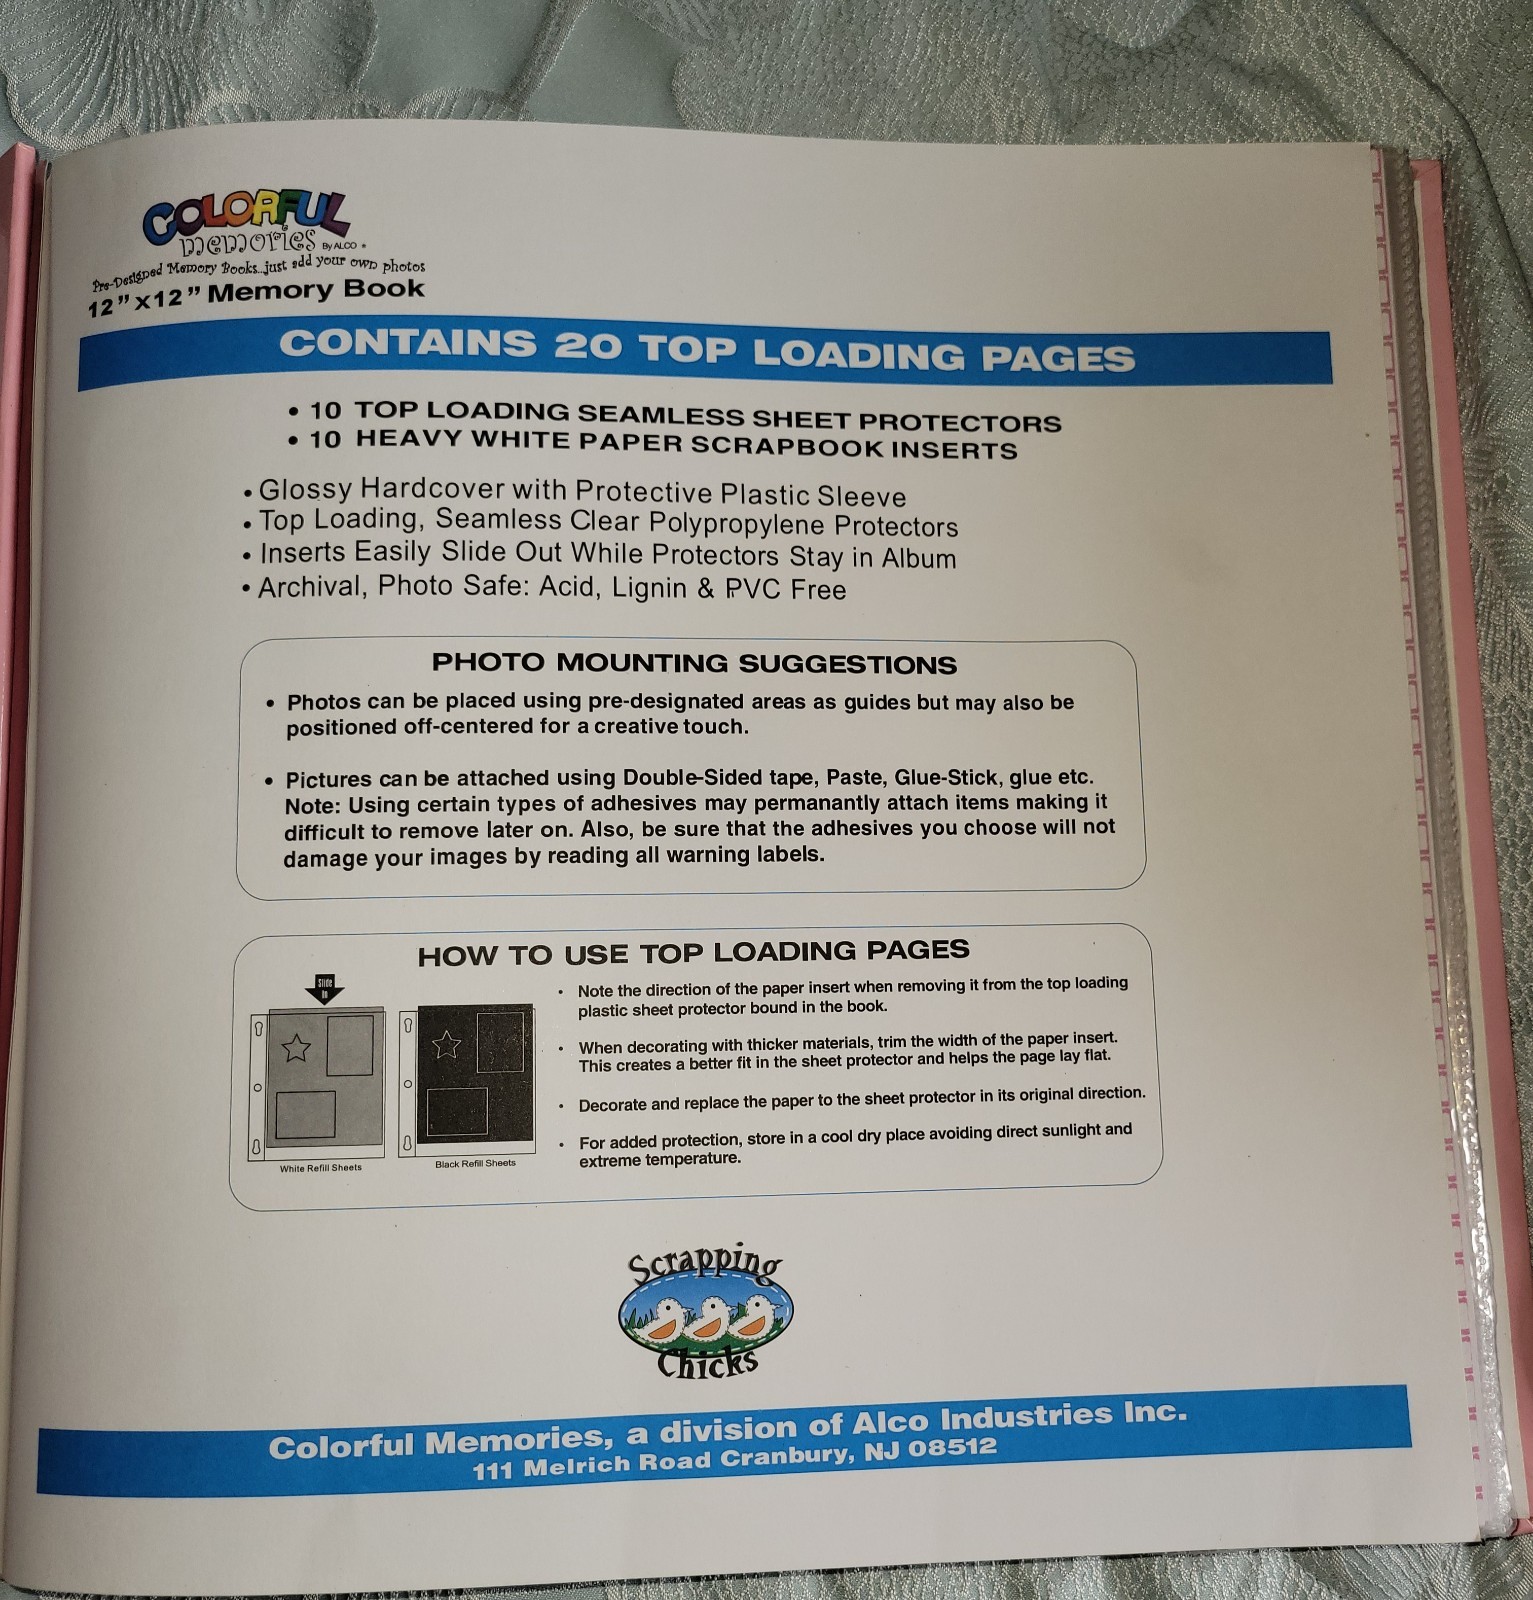 COLORFUL
memories By ALCO ®
Pre-Designed Memory Books...just add your own photos
12”x12” Memory Book
CONTAINS 20 TOP LOADING PAGES
• 10 TOP LOADING SEAMLESS SHEET PROTECTORS
• 10 HEAVY WHITE PAPER SCRAPBOOK INSERTS
• Glossy Hardcover with Protective Plastic Sleeve
• Top Loading, Seamless Clear Polypropylene Protectors
• Inserts Easily Slide Out While Protectors Stay in Album
• Archival, Photo Safe: Acid, Lignin & PVC Free
PHOTO MOUNTING SUGGESTIONS
• Photos can be placed using pre-designated areas as guides but may also be
positioned off-centered for a creative touch.
• Pictures can be attached using Double-Sided tape, Paste, Glue-Stick, glue etc.
Note: Using certain types of adhesives may permanantly attach items making it
difficult to remove later on. Also, be sure that the adhesives you choose will not
damage your images by reading all warning labels.
HOW TO USE TOP LOADING PAGES
Slide
In
White Refill Sheets
Black Refill Sheets
• Note the direction of the paper insert when removing it from the top loading
plastic sheet protector bound in the book.
• When decorating with thicker materials, trim the width of the paper insert.
This creates a better fit in the sheet protector and helps the page lay flat.
• Decorate and replace the paper to the sheet protector in its original direction.
• For added protection, store in a cool dry place avoiding direct sunlight and
extreme temperature.
Scrapping
Chicks
Colorful Memories, a division of Alco Industries Inc.
111 Melrich Road Cranbury, NJ 08512